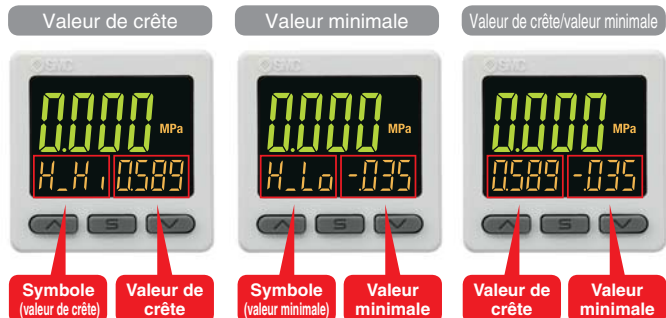 Valeur de crête
Valeur minimale
Valeur de crête/valeur minimale
SMC
0.000 MPa
H_Hi 0.589
S
Symbole
(valeur de crête)
Valeur de
crête
SMC
0.000 MPa
H_Lo -.035
S
Symbole
(valeur minimale)
Valeur
minimale
SMC
0.000 MPa
0.589 -.035
S
Valeur de
crête
Valeur
minimale